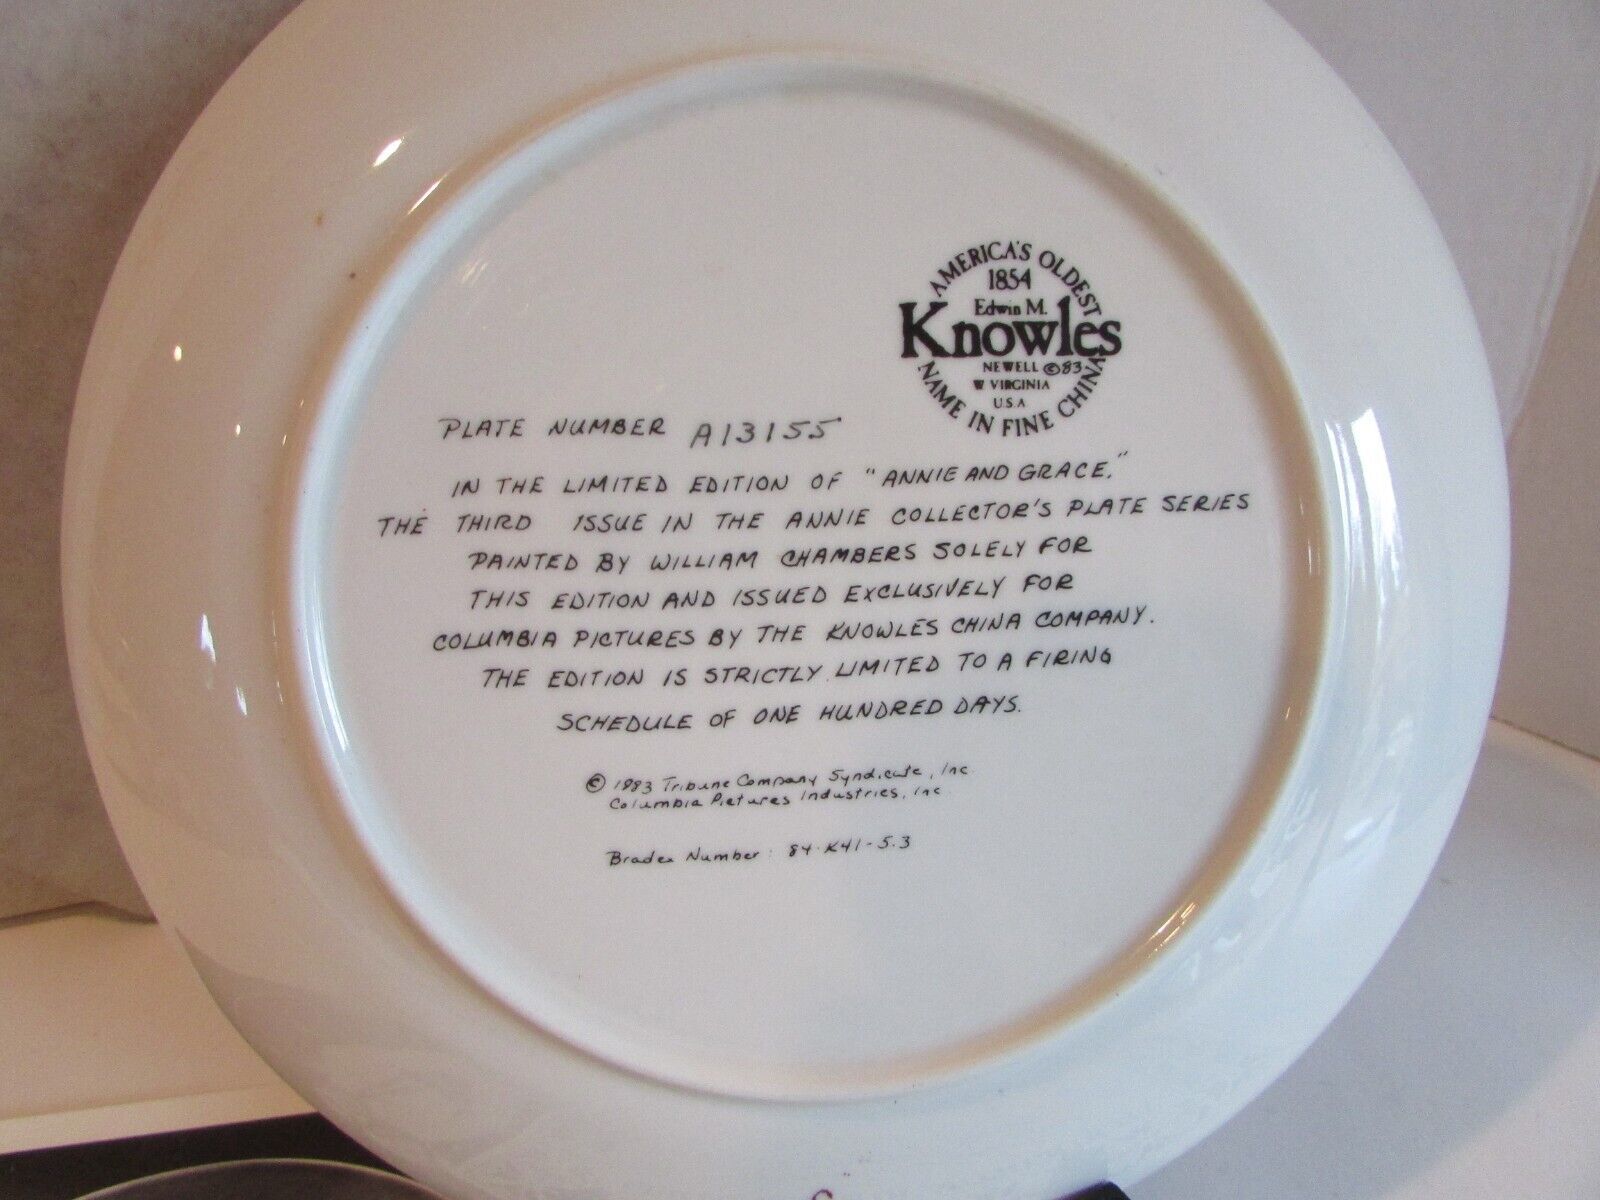 AMERICA'S OLDEST
1854
Edwin M.
Knowles
NEWELL ©83
W VIRGINIA
U.S.A
NAME IN FINE CHINA
PLATE NUMBER A13155
IN THE LIMITED EDITION OF "ANNIE AND GRACE."
THE THIRD ISSUE IN THE ANNIE COLLECTOR'S PLATE SERIES
PAINTED BY WILLIAM CHAMBERS SOLELY FOR
THIS EDITION AND ISSUED EXCLUSIVELY FOR
COLUMBIA PICTURES BY THE KNOWLES CHINA COMPANY.
THE EDITION IS STRICTLY LIMITED TO A FIRING
SCHEDULE OF ONE HUNDRED DAYS.
© 1983 Tribune Company Syndicate, Inc.
Columbia Pictures Industries, Inc
Bradex Number: 84-K41-5.3